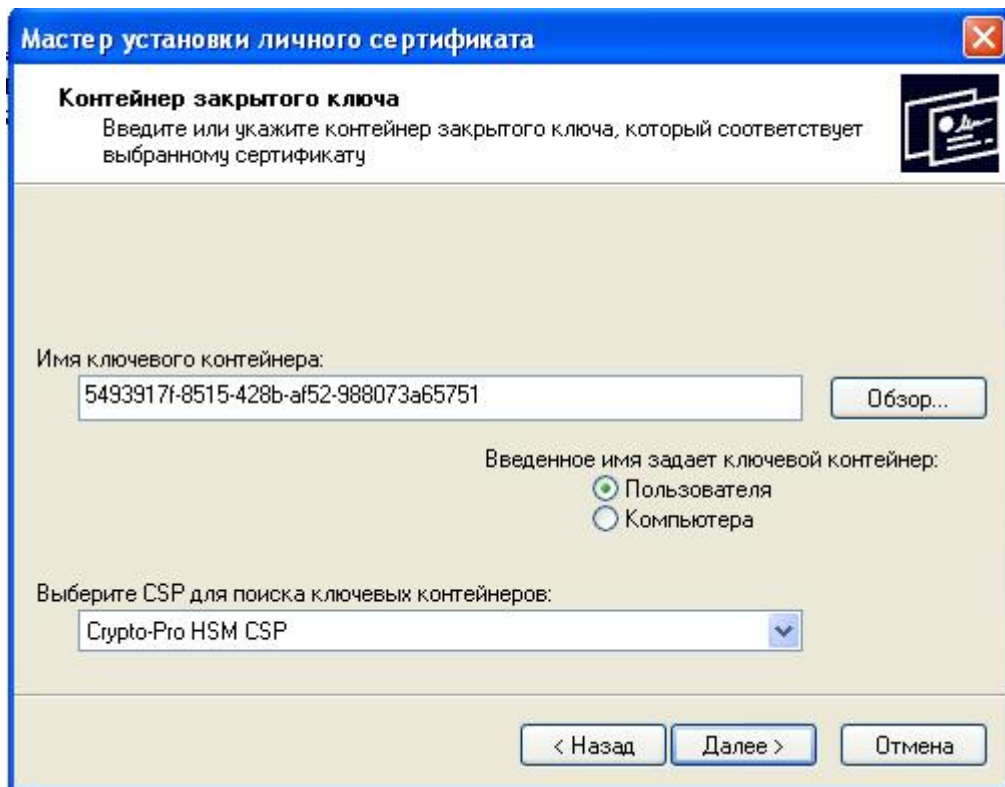 Мастер установки личного сертификата
Контейнер закрытого ключа
Введите или укажите контейнер закрытого ключа, который соответствует
выбранному сертификату
Имя ключевого контейнера:
5493917f-8515-428b-af52-988073a65751
Обзор...
Введенное имя задает ключевой контейнер:
Пользователя
Компьютера
Выберите CSP для поиска ключевых контейнеров:
Crypto-Pro HSM CSP
< Назад
Далее >
Отмена